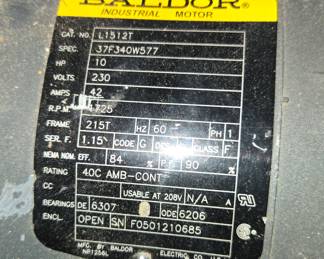 BALDOR®
INDUSTRIAL MOTOR
CAT. NO. L1512T
SPEC. 37F340W577
HP 10
VOLTS 230
AMPS 42
R.P.M. 1725
FRAME 215T HZ 60 PH 1
SER. F. 1.15 CODE G DES CLASS F
NEMA NOM. EFF. 84 % P.F. 90 %
RATING 40C AMB-CONT
CC USABLE AT 208V N/A A
BEARINGS DE 6307 ODE 6206
ENCL. OPEN SN F0501210685
MFG. BY BALDOR ELECTRIC CO.
NP1256L